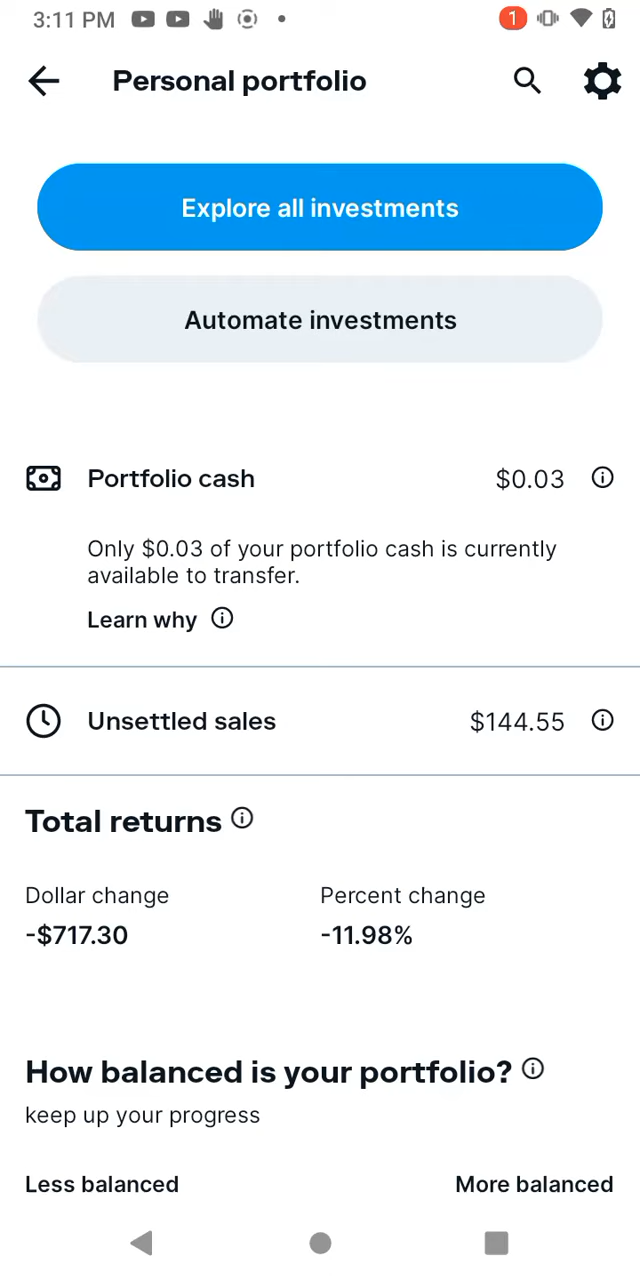 3:11 PM
1
Personal portfolio
Explore all investments
Automate investments
Portfolio cash $0.03
Only $0.03 of your portfolio cash is currently
available to transfer.
Learn why
Unsettled sales $144.55
Total returns
Dollar change Percent change
-$717.30 -11.98%
How balanced is your portfolio?
keep up your progress
Less balanced More balanced